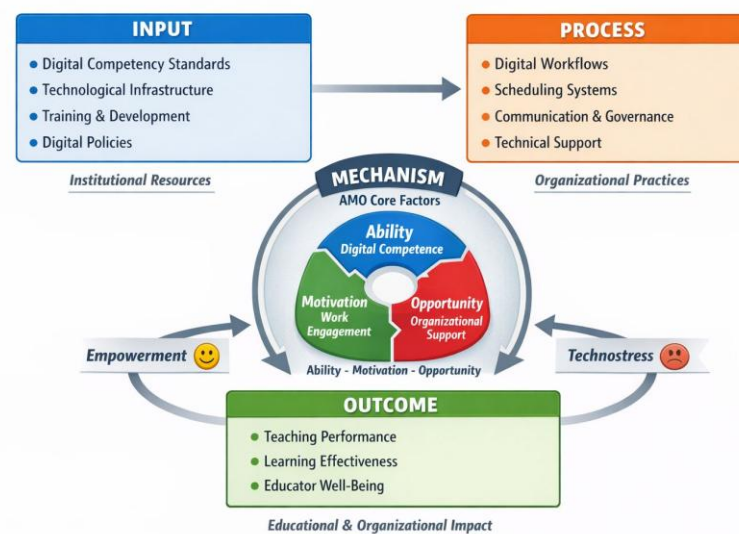 INPUT
Digital Competency Standards
Technological Infrastructure
Training & Development
Digital Policies
Institutional Resources
PROCESS
Digital Workflows
Scheduling Systems
Communication & Governance
Technical Support
Organizational Practices
MECHANISM
AMO Core Factors
Ability
Digital Competence
Motivation
Work
Engagement
Opportunity
Organizational
Support
Ability - Motivation - Opportunity
Empowerment
Technostress
OUTCOME
Teaching Performance
Learning Effectiveness
Educator Well-Being
Educational & Organizational Impact